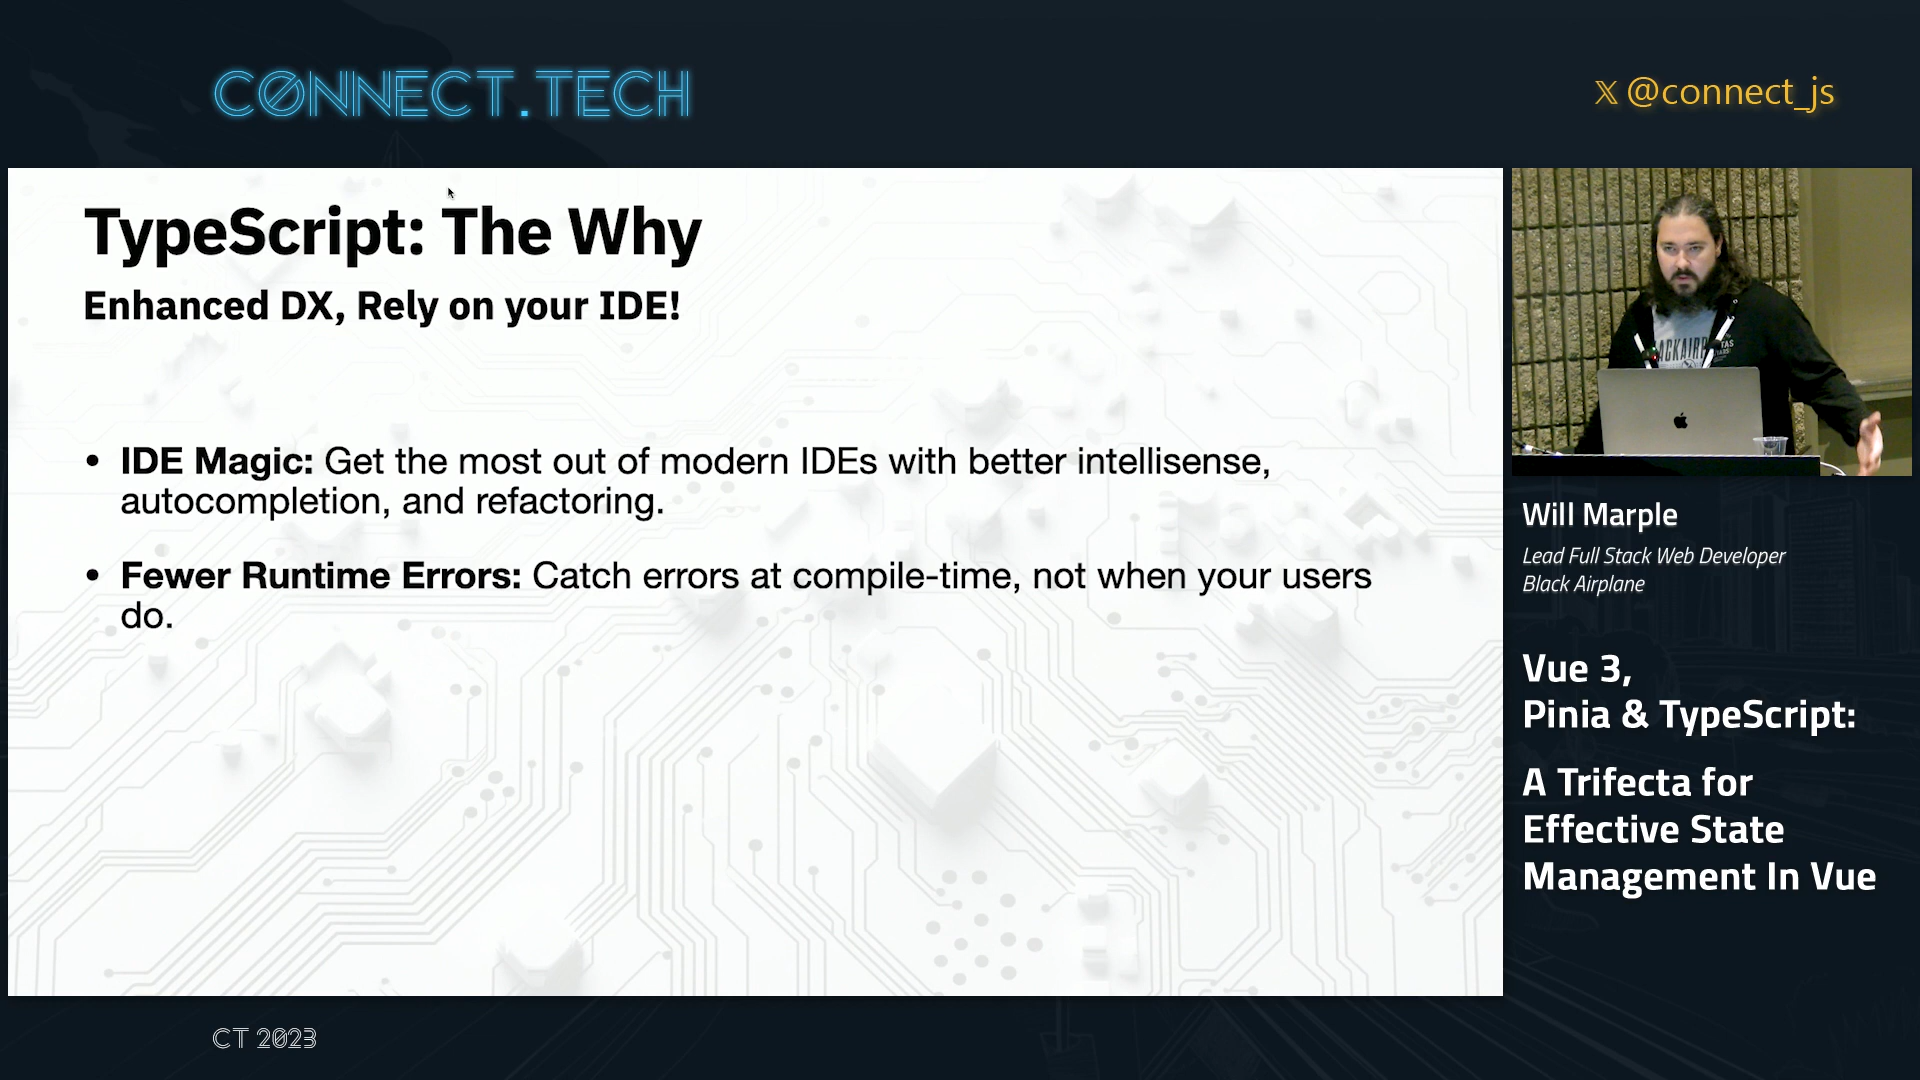 CONNECT.TECH
𝕏 @connect_js
TypeScript: The Why
Enhanced DX, Rely on your IDE!
• IDE Magic: Get the most out of modern IDEs with better intellisense,
autocompletion, and refactoring.
• Fewer Runtime Errors: Catch errors at compile-time, not when your users
do.
Will Marple
Lead Full Stack Web Developer
Black Airplane
Vue 3,
Pinia & TypeScript:
A Trifecta for
Effective State
Management In Vue
CT 2023